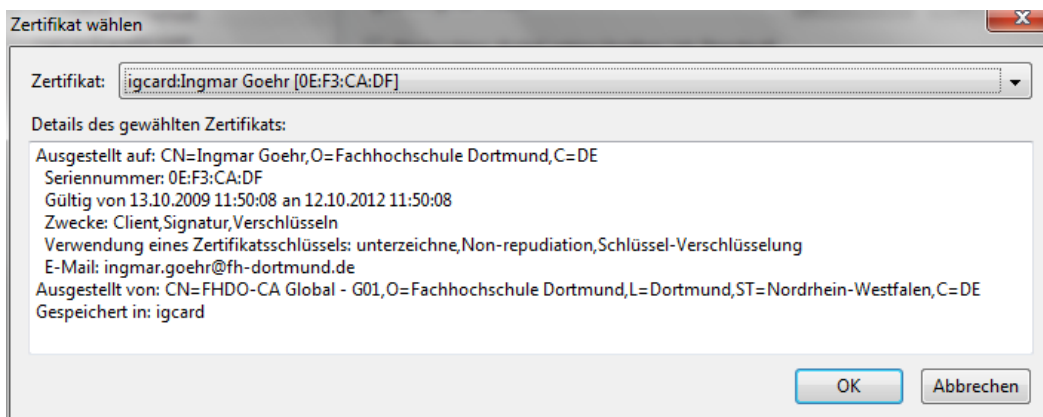 Zertifikat wählen
Zertifikat: igcard:Ingmar Goehr [0E:F3:CA:DF]
Details des gewählten Zertifikats:
Ausgestellt auf: CN=Ingmar Goehr,O=Fachhochschule Dortmund,C=DE
Seriennummer: 0E:F3:CA:DF
Gültig von 13.10.2009 11:50:08 an 12.10.2012 11:50:08
Zwecke: Client,Signatur,Verschlüsseln
Verwendung eines Zertifikatsschlüssels: unterzeichne,Non-repudiation,Schlüssel-Verschlüsselung
E-Mail: ingmar.goehr@fh-dortmund.de
Ausgestellt von: CN=FHDO-CA Global - G01,O=Fachhochschule Dortmund,L=Dortmund,ST=Nordrhein-Westfalen,C=DE
Gespeichert in: igcard
OK Abbrechen